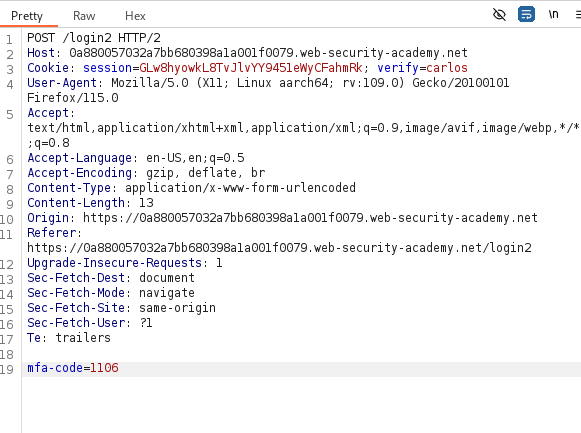 Pretty Raw Hex \n
1 POST /login2 HTTP/2
2 Host: 0a880057032a7bb680398a1a001f0079.web-security-academy.net
3 Cookie: session=GLw8hyowkL8TvJlvYY9451eWyCFahmRk; verify=carlos
4 User-Agent: Mozilla/5.0 (X11; Linux aarch64; rv:109.0) Gecko/20100101
Firefox/115.0
5 Accept:
text/html,application/xhtml+xml,application/xml;q=0.9,image/avif,image/webp,*/*
;q=0.8
6 Accept-Language: en-US,en;q=0.5
7 Accept-Encoding: gzip, deflate, br
8 Content-Type: application/x-www-form-urlencoded
9 Content-Length: 13
10 Origin: https://0a880057032a7bb680398a1a001f0079.web-security-academy.net
11 Referer:
https://0a880057032a7bb680398a1a001f0079.web-security-academy.net/login2
12 Upgrade-Insecure-Requests: 1
13 Sec-Fetch-Dest: document
14 Sec-Fetch-Mode: navigate
15 Sec-Fetch-Site: same-origin
16 Sec-Fetch-User: ?1
17 Te: trailers
18
19 mfa-code=1106